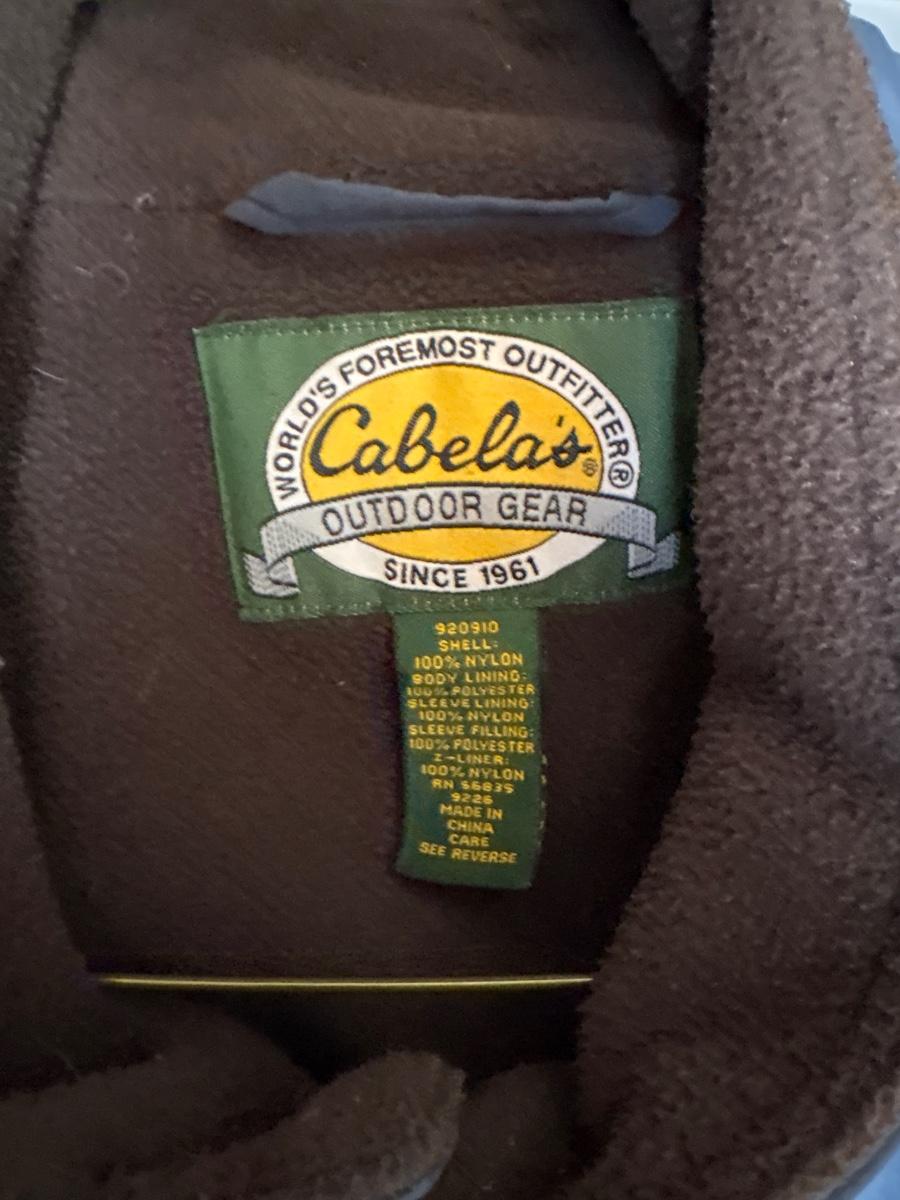 WORLD'S FOREMOST OUTFITTER®
Cabela's®
OUTDOOR GEAR
SINCE 1961
920910
SHELL:
100% NYLON
BODY LINING:
100% POLYESTER
SLEEVE LINING:
100% NYLON
SLEEVE FILLING:
100% POLYESTER
Z-LINER:
100% NYLON
RN 56835
9226
MADE IN
CHINA
CARE
SEE REVERSE